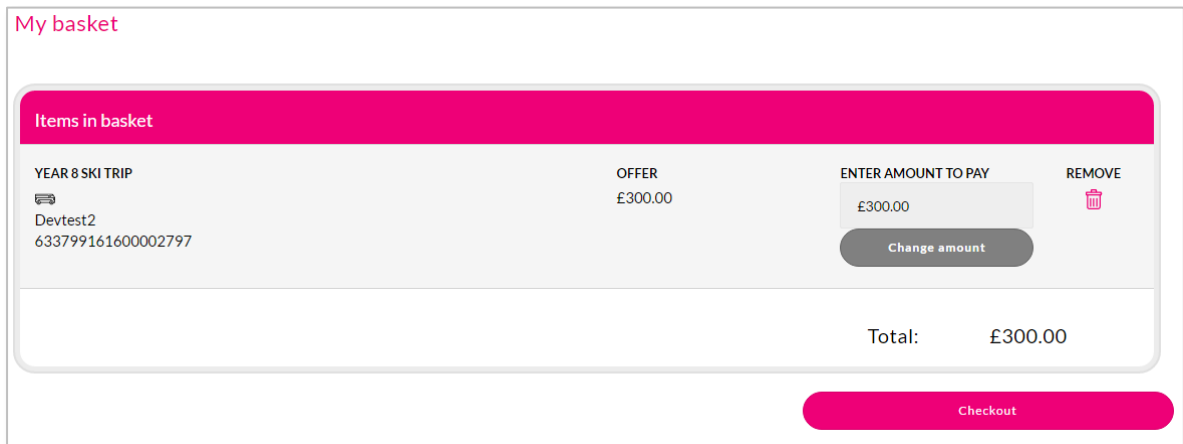 My basket
Items in basket
YEAR 8 SKI TRIP OFFER ENTER AMOUNT TO PAY REMOVE
£300.00 £300.00
Devtest2
633799161600002797
Change amount
Total: £300.00
Checkout